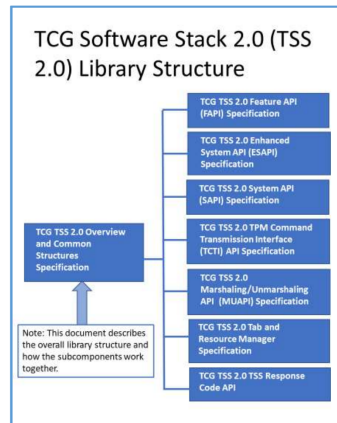 TCG Software Stack 2.0 (TSS
2.0) Library Structure
TCG TSS 2.0 Feature API
(FAPI) Specification
TCG TSS 2.0 Enhanced
System API (ESAPI)
Specification
TCG TSS 2.0 System API
(SAPI) Specification
TCG TSS 2.0 Overview
and Common
Structures
Specification
TCG TSS 2.0 TPM Command
Transmission Interface
(TCTI) API Specification
TCG TSS 2.0
Marshaling/Unmarshaling
API (MUAPI) Specification
Note: This document describes
the overall library structure and
how the subcomponents work
together.
TCG TSS 2.0 Tab and
Resource Manager
Specification
TCG TSS 2.0 TSS Response
Code API